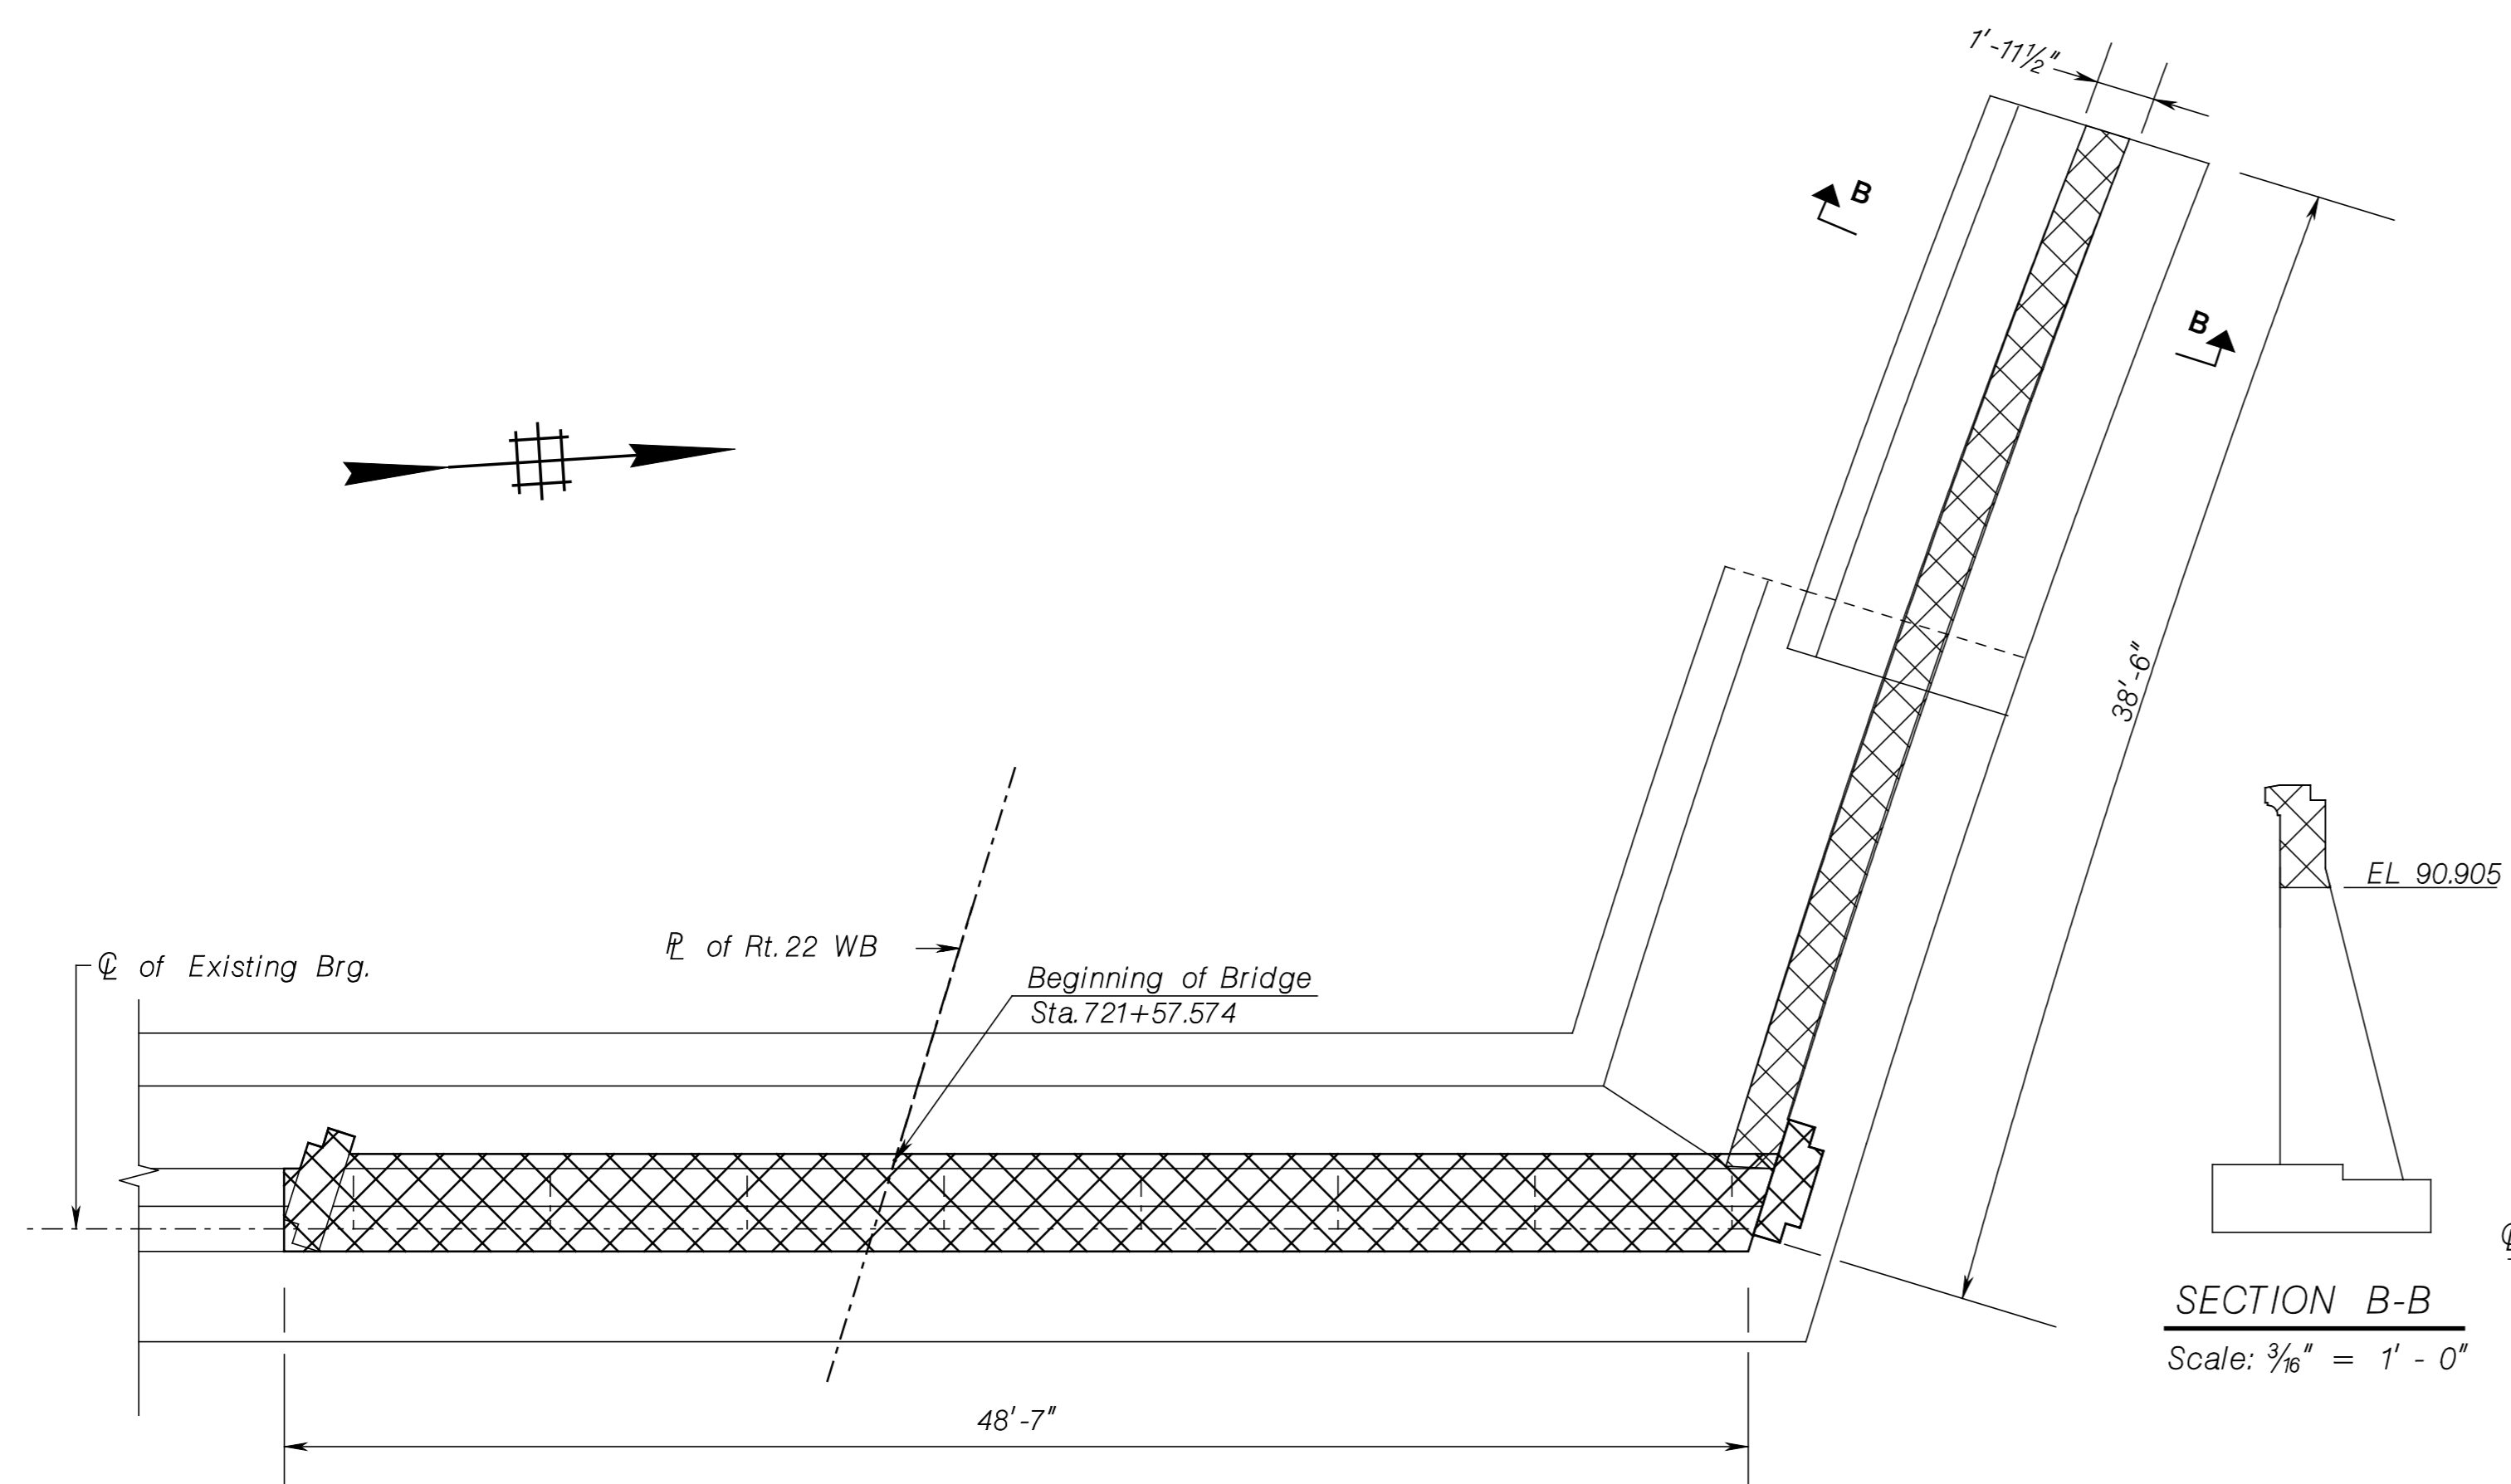 1'-11½"
B
B
38'-6"
EL 90.905
℄ of Existing Brg.
P̱L of Rt. 22 WB
Beginning of Bridge
Sta. 721+57.574
SECTION B-B
Scale: 3/16" = 1' - 0"
48'-7"
℄